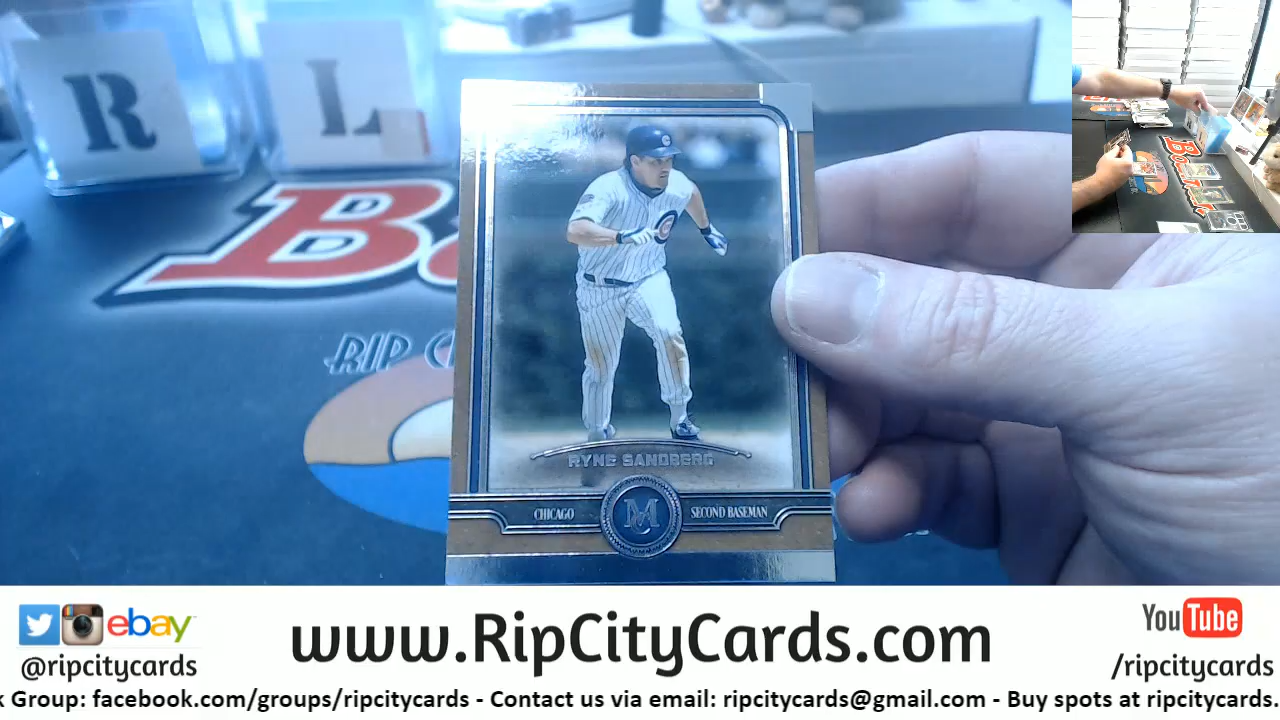 R
L
RIP C
RYNE SANDBERG
CHICAGO
M
SECOND BASEMAN
ebay
@ripcitycards
www.RipCityCards.com
YouTube
/ripcitycards
k Group: facebook.com/groups/ripcitycards - Contact us via email: ripcitycards@gmail.com - Buy spots at ripcitycards.